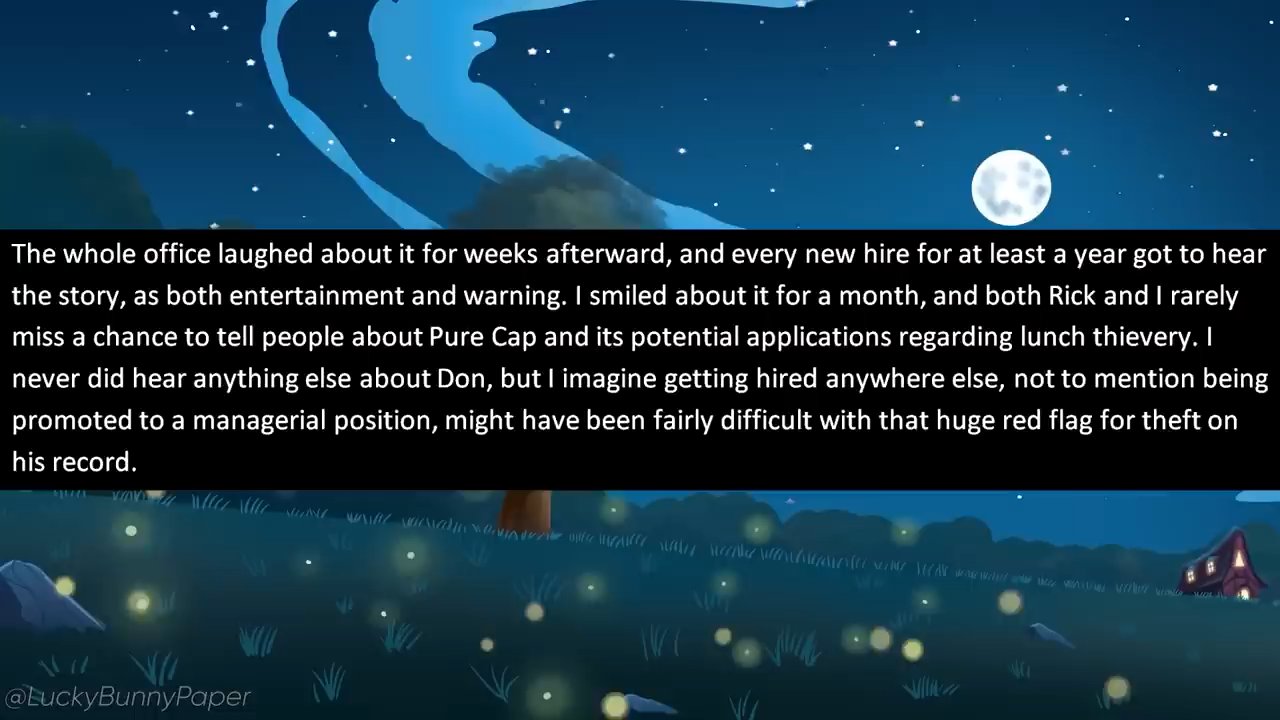 The whole office laughed about it for weeks afterward, and every new hire for at least a year got to hear
the story, as both entertainment and warning. I smiled about it for a month, and both Rick and I rarely
miss a chance to tell people about Pure Cap and its potential applications regarding lunch thievery. I
never did hear anything else about Don, but I imagine getting hired anywhere else, not to mention being
promoted to a managerial position, might have been fairly difficult with that huge red flag for theft on
his record.
@LuckyBunnyPaper